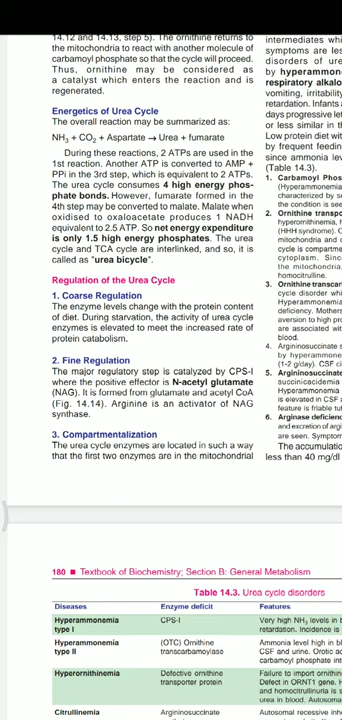 14.12 and 14.13, step 5). The ornithine returns to
the mitochondria to react with another molecule of
carbamoyl phosphate so that the cycle will proceed.
Thus, ornithine may be considered as
a catalyst which enters the reaction and is
regenerated.
Energetics of Urea Cycle
The overall reaction may be summarized as:
NH3 + CO2 + Aspartate → Urea + fumarate
During these reactions, 2 ATPs are used in the
1st reaction. Another ATP is converted to AMP +
PPi in the 3rd step, which is equivalent to 2 ATPs.
The urea cycle consumes 4 high energy phos-
phate bonds. However, fumarate formed in the
4th step may be converted to malate. Malate when
oxidised to oxaloacetate produces 1 NADH
equivalent to 2.5 ATP. So net energy expenditure
is only 1.5 high energy phosphates. The urea
cycle and TCA cycle are interlinked, and so, it is
called as "urea bicycle".
Regulation of the Urea Cycle
1. Coarse Regulation
The enzyme levels change with the protein content
of diet. During starvation, the activity of urea cycle
enzymes is elevated to meet the increased rate of
protein catabolism.
2. Fine Regulation
The major regulatory step is catalyzed by CPS-I
where the positive effector is N-acetyl glutamate
(NAG). It is formed from glutamate and acetyl CoA
(Fig. 14.14). Arginine is an activator of NAG
synthase.
3. Compartmentalization
The urea cycle enzymes are located in such a way
that the first two enzymes are in the mitochondrial
intermediates whi
symptoms are les
disorders of ure
by hyperammon
respiratory alkalo
vomiting, irritability
retardation. Infants a
days progressive let
or less similar in th
Low protein diet wit
by frequent feedin
since ammonia lev
(Table 14.3).
1. Carbamoyl Phosp
(Hyperammonemia
characterized by s
the condition is see
2. Ornithine transpo
hyperornithinemia, h
(HHH syndrome). C
mitochondria and c
cycle is compartme
cytoplasm. Sinc
the mitochondria,
homocitrulline.
3. Ornithine transcart
cycle disorder whi
Hyperammonemia
deficiency. Mothers
aversion to high pro
are associated wit
blood.
4. Argininosuccinate s
by hyperammonem
(1-2 g/day). CSF ci
5. Argininosuccinate
succinicacidemia
Hyperammonemia
is elevated in CSF a
feature is friable tuf
6. Arginase deficienc
and excretion of argi
are seen. Symptom
The accumulatio
less than 40 mg/dl
180 ■ Textbook of Biochemistry; Section B: General Metabolism
Table 14.3. Urea cycle disorders
Diseases Enzyme deficit Features
Hyperammonemia CPS-I Very high NH3 levels in b
type I retardation. Incidence is
Hyperammonemia (OTC) Ornithine Ammonia level high in bl
type II transcarbamoylase CSF and urine. Orotic ac
carbamoyl phosphate int
Hyperornithinemia Defective ornithine Failure to import ornithine
transporter protein Defect in ORNT1 gene. H
and homocitrullinuria is s
urea in blood. Autosomal
Citrullinemia Argininosuccinate Autosomal recessive inhe